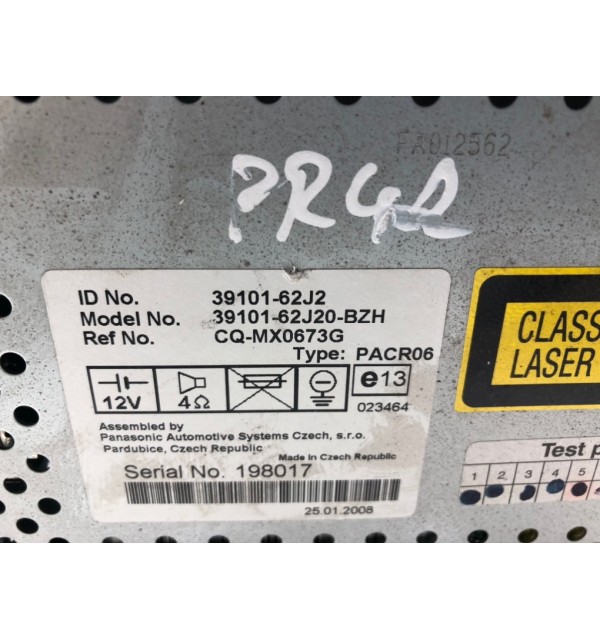 FA012562
PR42
ID No. 39101-62J2
Model No. 39101-62J20-BZH
Ref No. CQ-MX0673G
Type: PACR06
12V 4Ω e13
023464
Assembled by
Panasonic Automotive Systems Czech, s.r.o.
Pardubice, Czech Republic
Made in Czech Republic
Serial No. 198017
25.01.2008
CLASS
LASER
Test p
1 2 3 4 5